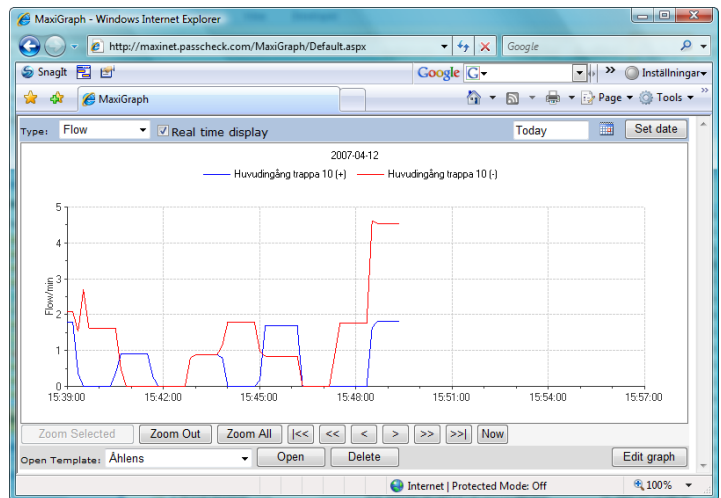 MaxiGraph - Windows Internet Explorer
http://maxinet.passcheck.com/MaxiGraph/Default.aspx Google
SnagIt Google G Inställningar
MaxiGraph Page Tools
Type: Flow Real time display Today Set date
2007-04-12
Huvudingång trappa 10 (+) Huvudingång trappa 10 (-)
5
4
3
2
1
0
Flow/min
15:39:00 15:42:00 15:45:00 15:48:00 15:51:00 15:54:00 15:57:00
Zoom Selected Zoom Out Zoom All |<< << < > >> >>| Now
Open Template: Åhlens Open Delete Edit graph
Internet | Protected Mode: Off 100%